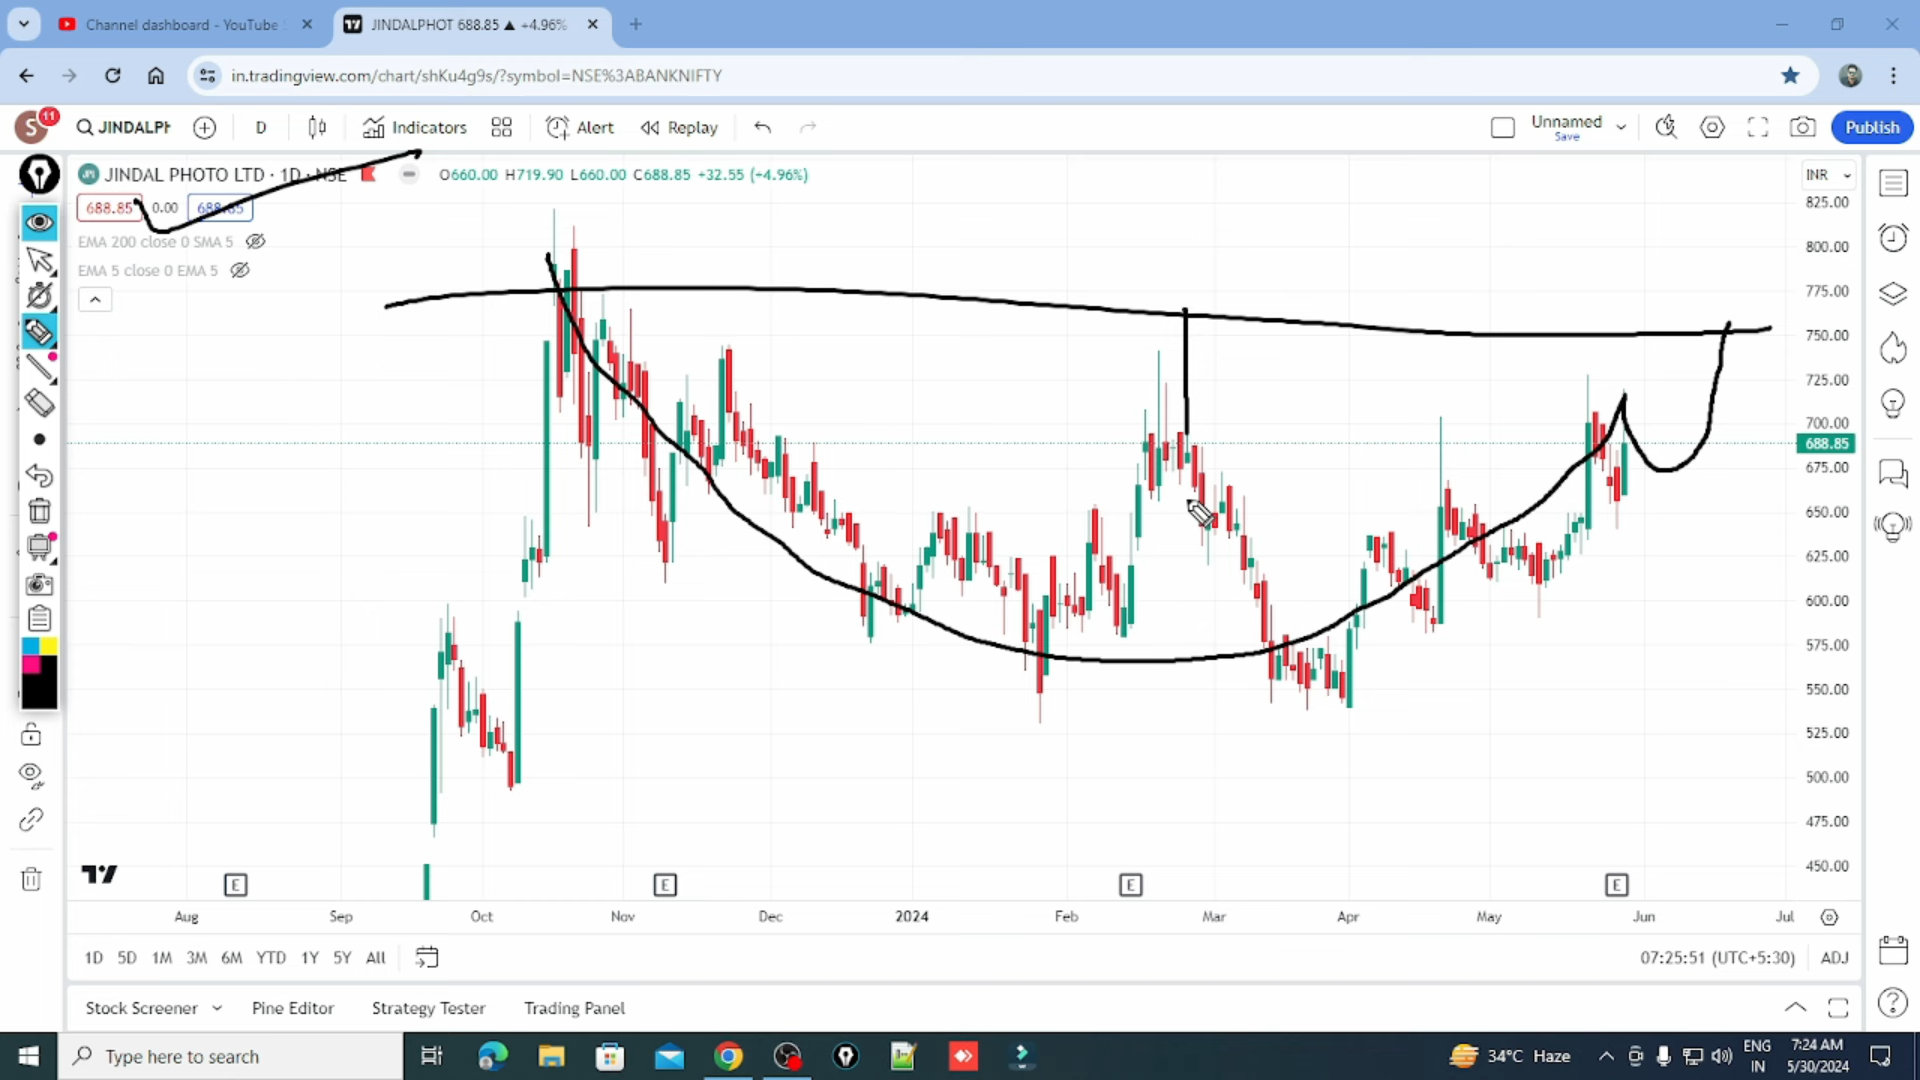 Channel dashboard - YouTube
JINDALPHOT 688.85 ▲ +4.96%
in.tradingview.com/chart/shKu4g9s/?symbol=NSE%3ABANKNIFTY
S
11
JINDALPH
D
Indicators
Alert
Replay
Unnamed
Save
Publish
JINDAL PHOTO LTD · 1D · NSE
O660.00 H719.90 L660.00 C688.85 +32.55 (+4.96%)
INR
688.85
0.00
688.85
EMA 200 close 0 SMA 5
EMA 5 close 0 EMA 5
825.00
800.00
775.00
750.00
725.00
700.00
688.85
675.00
650.00
625.00
600.00
575.00
550.00
525.00
500.00
475.00
450.00
E
E
E
E
Aug
Sep
Oct
Nov
Dec
2024
Feb
Mar
Apr
May
Jun
Jul
1D
5D
1M
3M
6M
YTD
1Y
5Y
All
07:25:51 (UTC+5:30)
ADJ
Stock Screener
Pine Editor
Strategy Tester
Trading Panel
Type here to search
34°C Haze
ENG
IN
7:24 AM
5/30/2024